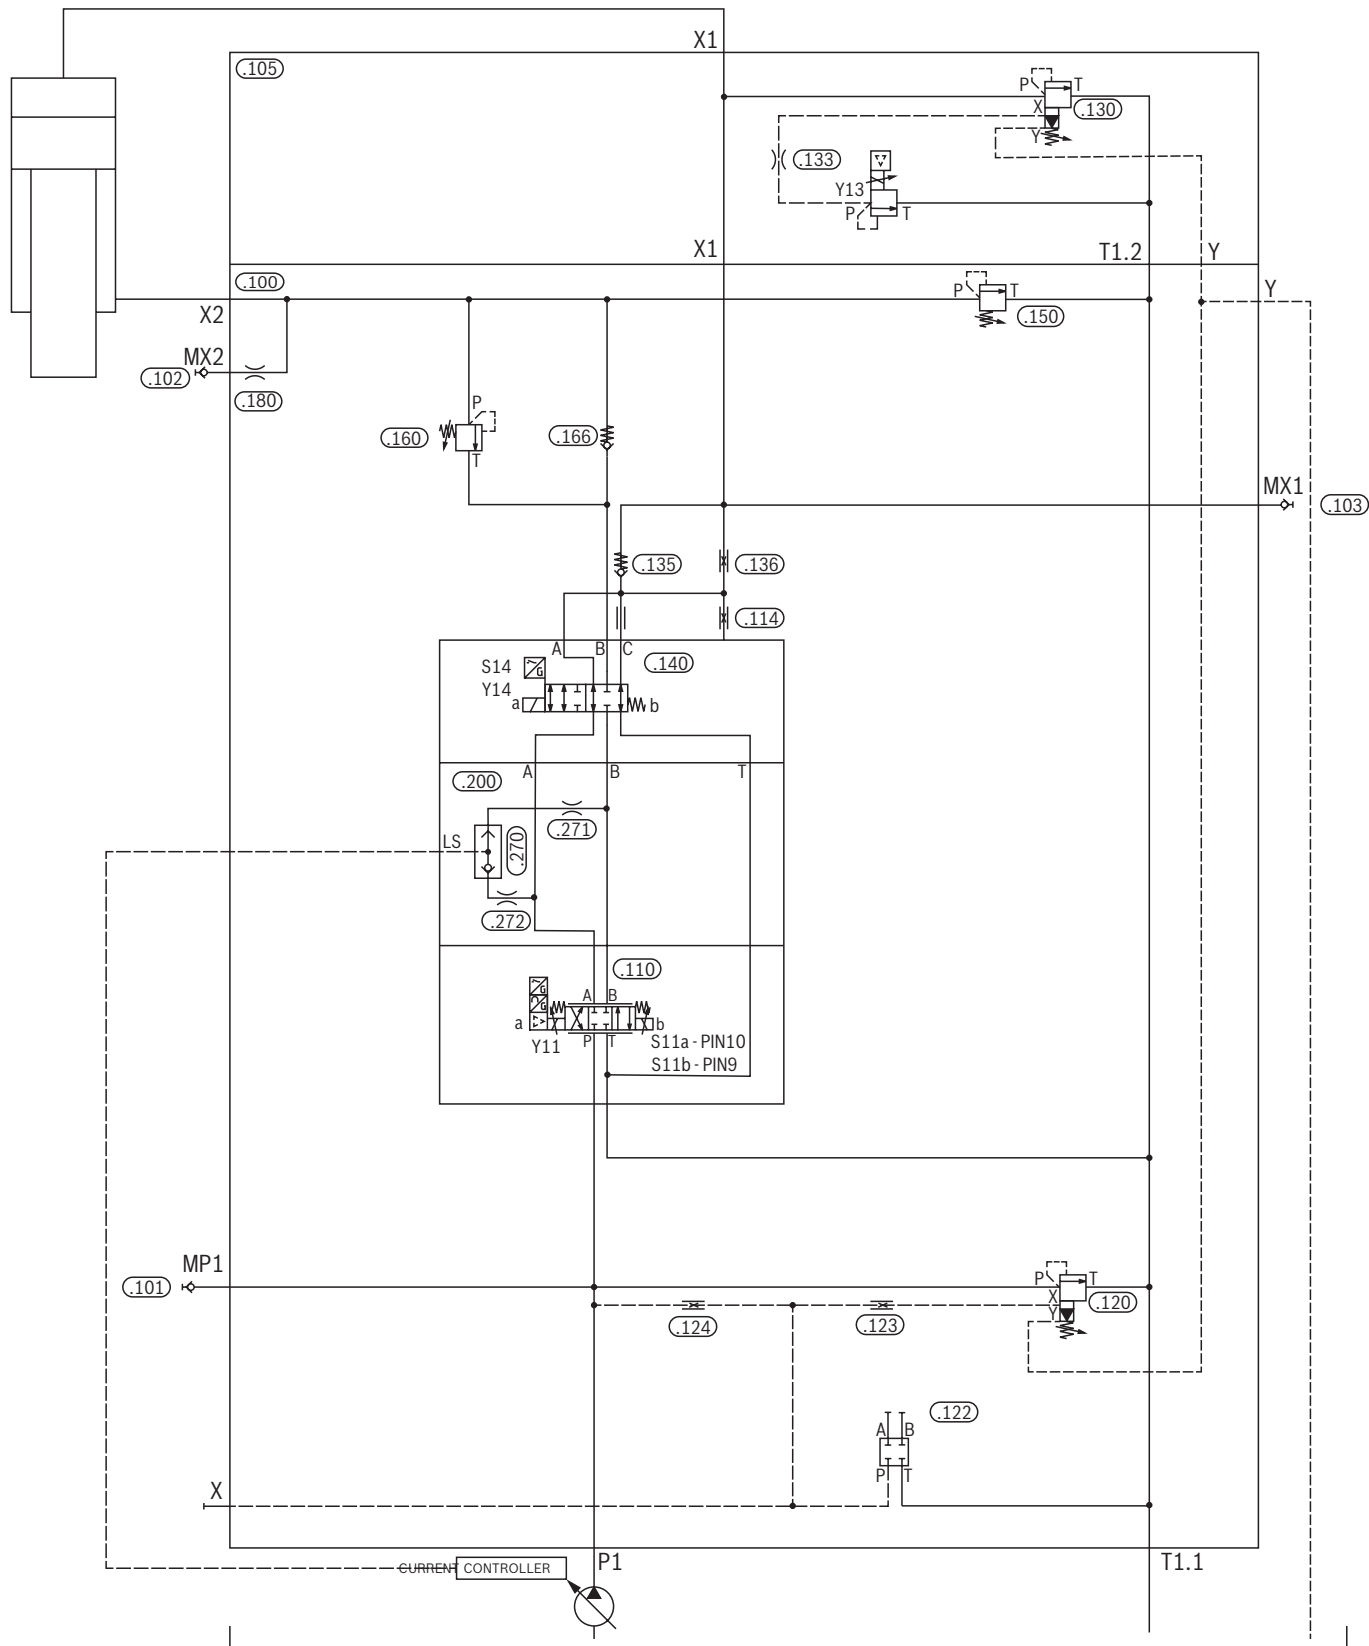 X1
.105
P T
X .130
Y
.133
Y13
P T
X1 T1.2 Y
.100
P T
Y
X2 .150
MX2
.102
.180
P
.160 .166
T
MX1
.103
.135 .136
.114
A B C
S14 .140
Y14
a b
A B T
.200
.271
LS .270
.272
.110
A B
a b
Y11 P T S11a - PIN10
S11b - PIN9
MP1
.101
P T
X .120
Y
.124 .123
.122
A B
P T
X
CURRENT CONTROLLER P1 T1.1